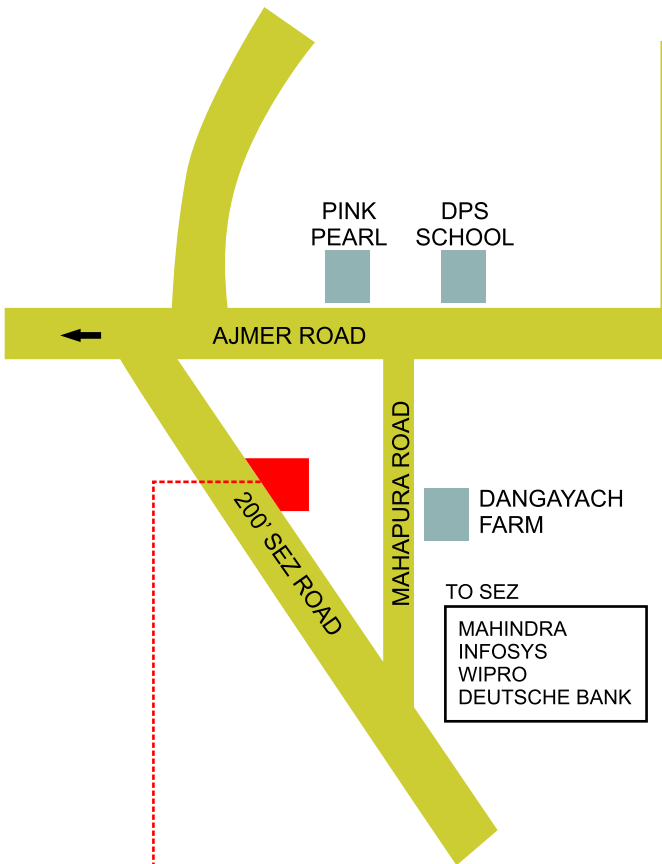 PINK
PEARL
DPS
SCHOOL
AJMER ROAD
MAHAPURA ROAD
200' SEZ ROAD
DANGAYACH
FARM
TO SEZ
MAHINDRA
INFOSYS
WIPRO
DEUTSCHE BANK